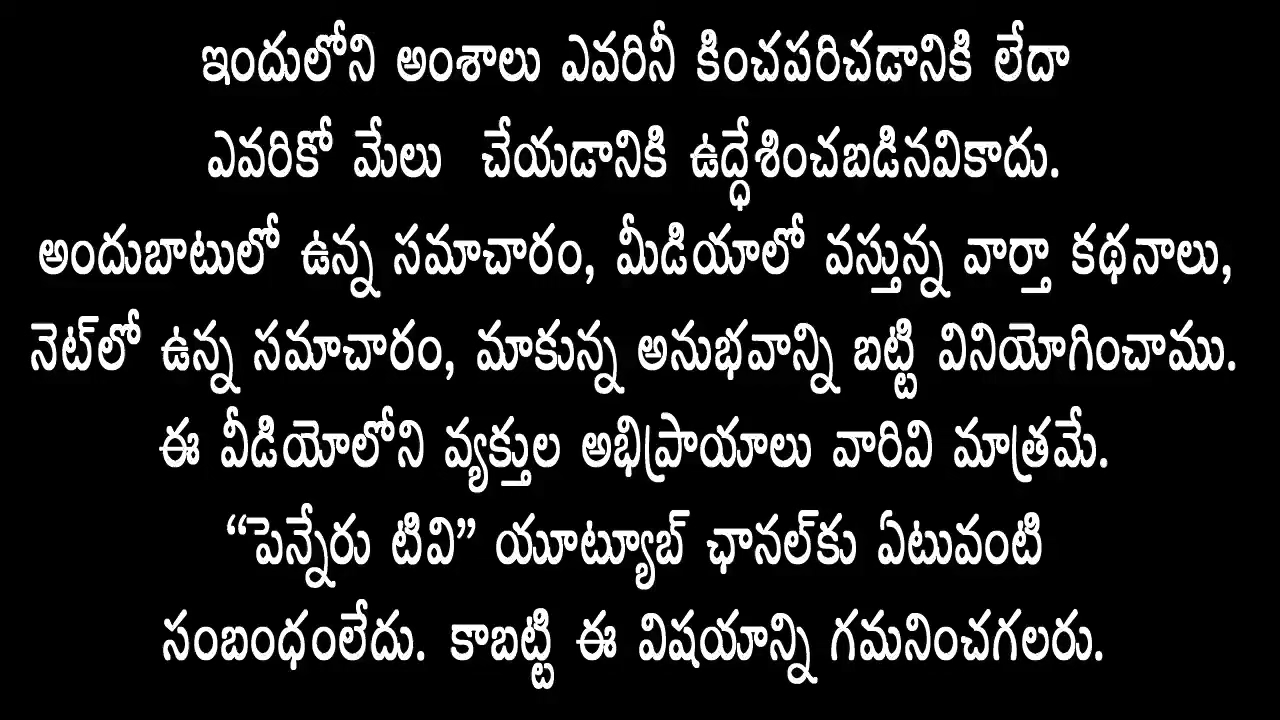 ఇందులోని అంశాలు ఎవరినీ కించపరిచడానికి లేదా
ఎవరికో మేలు చేయడానికి ఉద్ధేశించబడినవికాదు.
అందుబాటులో ఉన్న సమాచారం, మీడియాలో వస్తున్న వార్తా కథనాలు,
నెట్‌లో ఉన్న సమాచారం, మాకున్న అనుభవాన్ని బట్టి వినియోగించాము.
ఈ వీడియోలోని వ్యక్తుల అభిప్రాయాలు వారివి మాత్రమే.
“పెన్నేరు టివి” యూట్యూబ్ ఛానల్‌కు ఏటువంటి
సంబంధంలేదు. కాబట్టి ఈ విషయాన్ని గమనించగలరు.